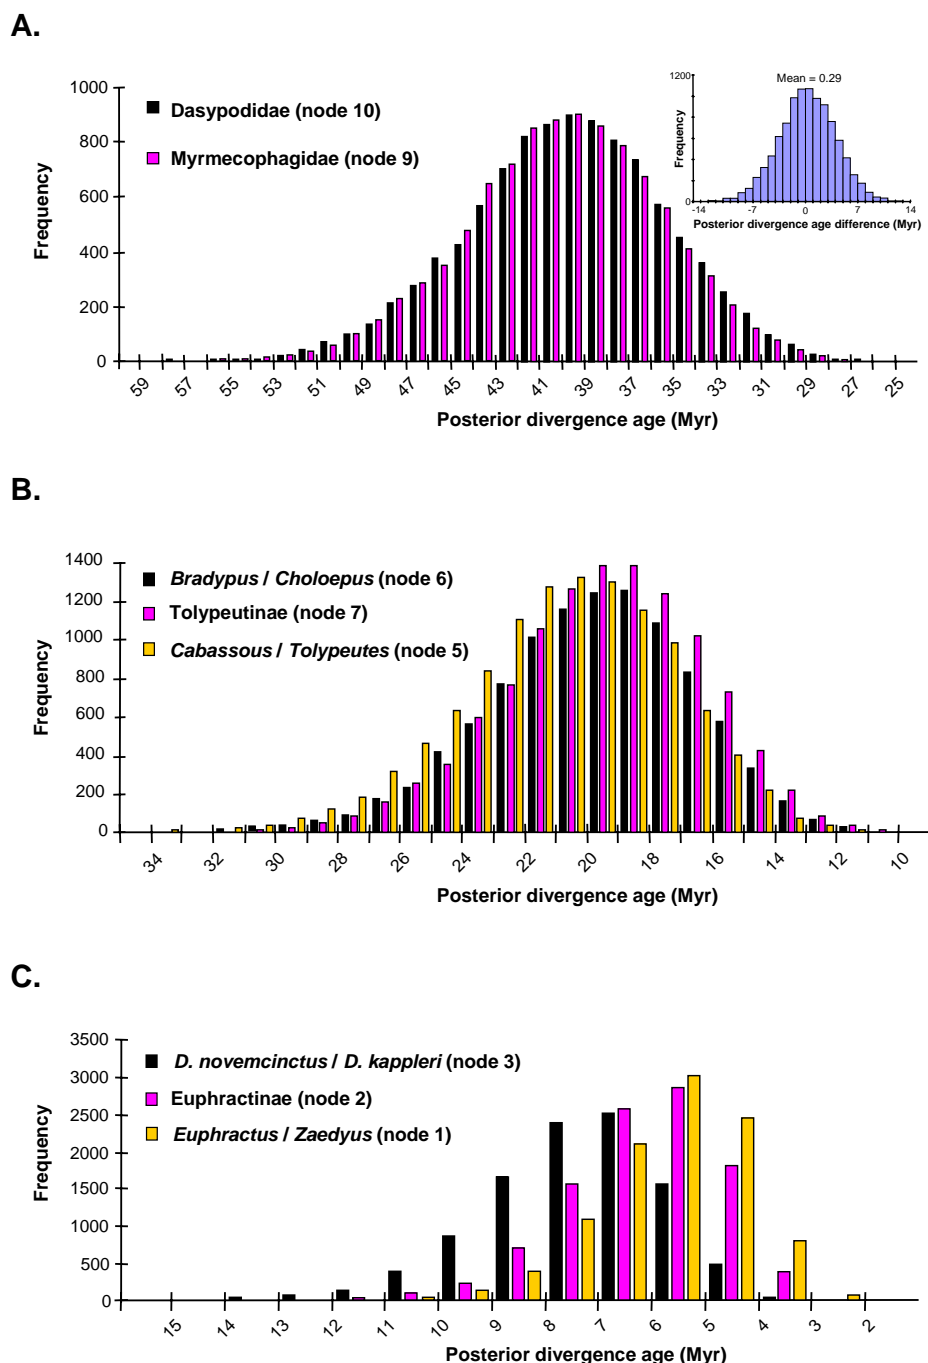 A.
1000
800
600
400
200
0
Frequency
Dasypodidae (node 10)
Myrmecophagidae (node 9)
1200
0
Frequency
Mean = 0.29
-14 -7 0 7 14
Posterior divergence age difference (Myr)
59 57 55 53 51 49 47 45 43 41 39 37 35 33 31 29 27 25
Posterior divergence age (Myr)
B.
1400
1200
1000
800
600
400
200
0
Frequency
Bradypus / Choloepus (node 6)
Tolypeutinae (node 7)
Cabassous / Tolypeutes (node 5)
34 32 30 28 26 24 22 20 18 16 14 12 10
Posterior divergence age (Myr)
C.
3500
3000
2500
2000
1500
1000
500
0
Frequency
D. novemcinctus / D. kappleri (node 3)
Euphractinae (node 2)
Euphractus / Zaedyus (node 1)
15 14 13 12 11 10 9 8 7 6 5 4 3 2
Posterior divergence age (Myr)